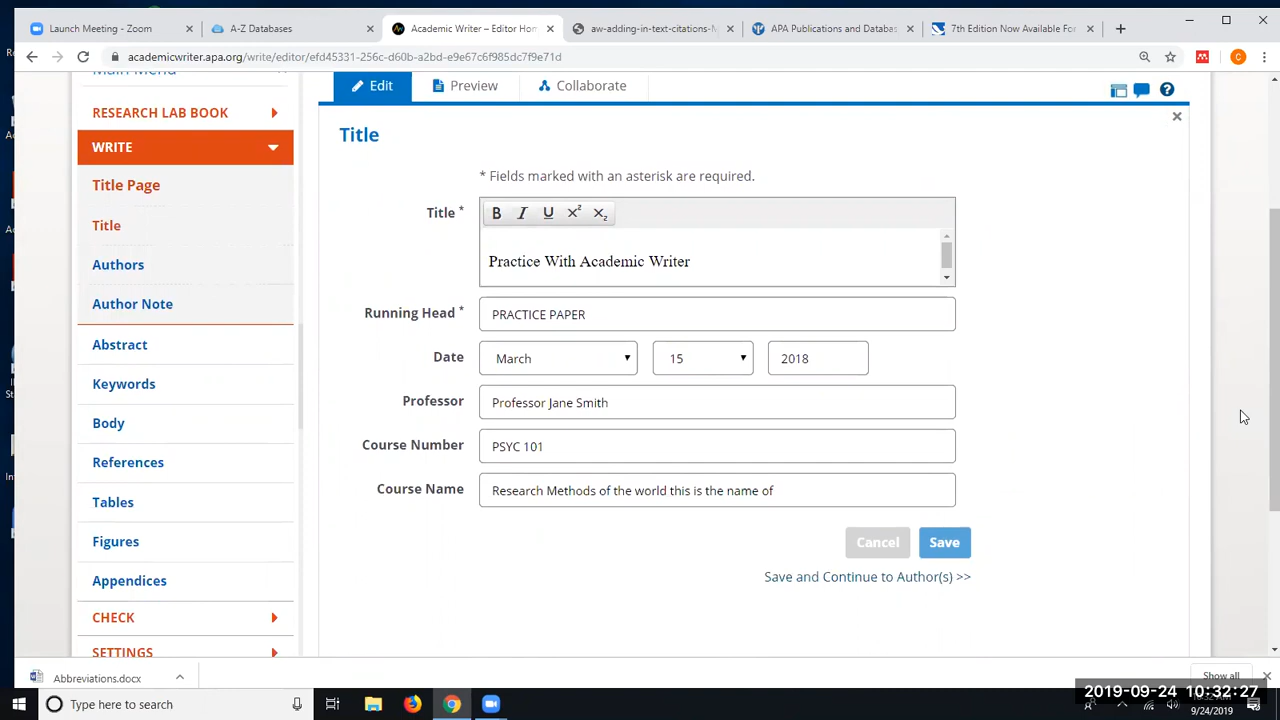 Launch Meeting - Zoom
A-Z Databases
Academic Writer – Editor Hom
aw-adding-in-text-citations-N
APA Publications and Database
7th Edition Now Available For
academicwriter.apa.org/write/editor/efd45331-256c-d60b-a2bd-e9e67c6f985dc7f9e71d
C
Main Menu
Edit
Preview
Collaborate
RESEARCH LAB BOOK
WRITE
Title Page
Title
Authors
Author Note
Abstract
Keywords
Body
References
Tables
Figures
Appendices
CHECK
SETTINGS
Title
* Fields marked with an asterisk are required.
Title *
B I U X² X₂
Practice With Academic Writer
Running Head *
PRACTICE PAPER
Date
March
15
2018
Professor
Professor Jane Smith
Course Number
PSYC 101
Course Name
Research Methods of the world this is the name of
Cancel
Save
Save and Continue to Author(s) >>
Abbreviations.docx
Show all
Type here to search
2019-09-24 10:32:27
9/24/2019